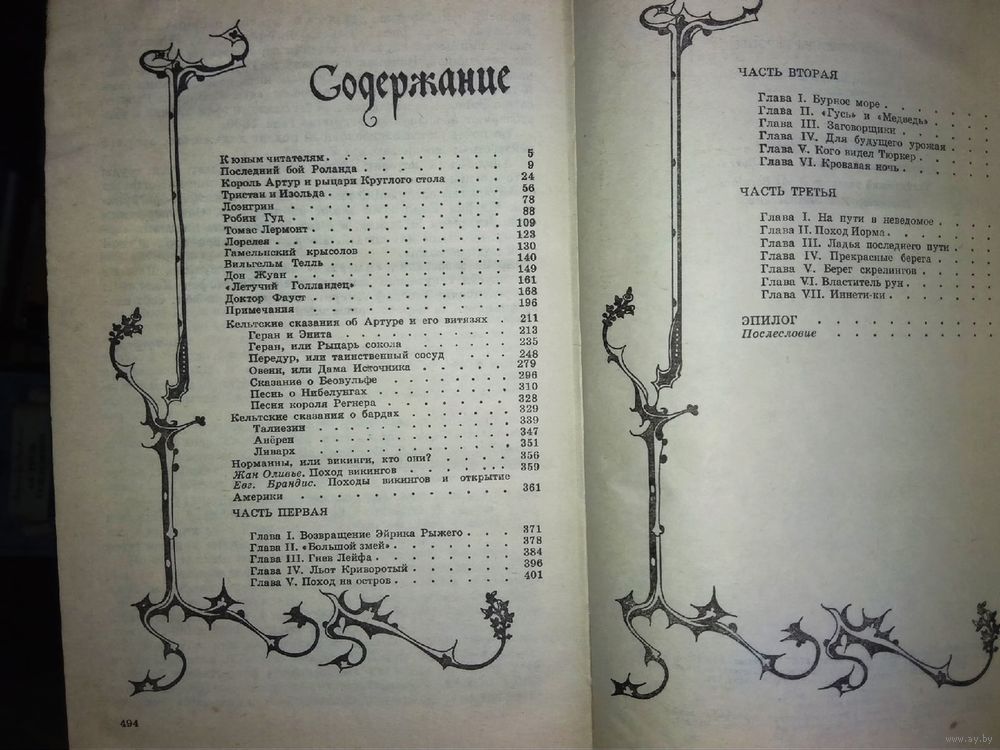 Содержание
К юным читателям 5
Последний бой Роланда 9
Король Артур и рыцари Круглого стола 24
Тристан и Изольда 56
Лоэнгрин 78
Робин Гуд 88
Томас Лермонт 109
Лорелея 123
Гамельнский крысолов 130
Вильгельм Телль 140
Дон Жуан 149
«Летучий Голландец» 161
Доктор Фауст 168
Примечания 196
Кельтские сказания об Артуре и его витязях 211
Геран и Энита 213
Геран, или Рыцарь сокола 235
Передур, или таинственный сосуд 248
Овеян, или Дама Источника 279
Сказание о Беовульфе 296
Песнь о Нибелунгах 310
Песня короля Регнера 328
Кельтские сказания о бардах 329
Талиезин 339
Анёрен 347
Ливарх 351
Норманны, или викинги, кто они? 356
Жан Оливье. Поход викингов 359
Евг. Брандис. Походы викингов и открытие
Америки 361
ЧАСТЬ ПЕРВАЯ
Глава I. Возвращение Эйрика Рыжего 371
Глава II. «Большой змей» 378
Глава III. Гнев Лейфа 384
Глава IV. Льот Криворотый 396
Глава V. Поход на остров 401
494
ЧАСТЬ ВТОРАЯ
Глава I. Бурное море
Глава II. «Гусь» и «Медведь»
Глава III. Заговорщики
Глава IV. Для будущего урожая
Глава V. Кого видел Тюркер
Глава VI. Кровавая ночь
ЧАСТЬ ТРЕТЬЯ
Глава I. На пути в неведомое
Глава II. Поход Иорма
Глава III. Ладья последнего пути
Глава IV. Прекрасные берега
Глава V. Берег скрелингов
Глава VI. Властитель рун
Глава VII. Иннети-ки
ЭПИЛОГ
Послесловие
www.ay.by